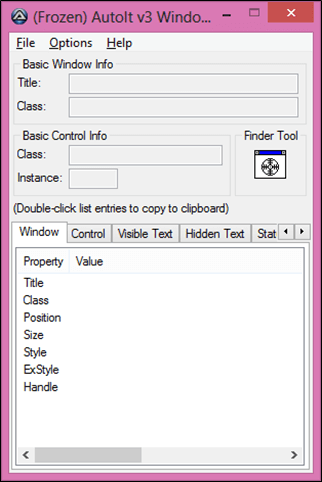 (Frozen) AutoIt v3 Windo...
File Options Help
Basic Window Info
Title:
Class:
Basic Control Info
Class:
Instance:
Finder Tool
(Double-click list entries to copy to clipboard)
Window Control Visible Text Hidden Text Stat
Property Value
Title
Class
Position
Size
Style
ExStyle
Handle